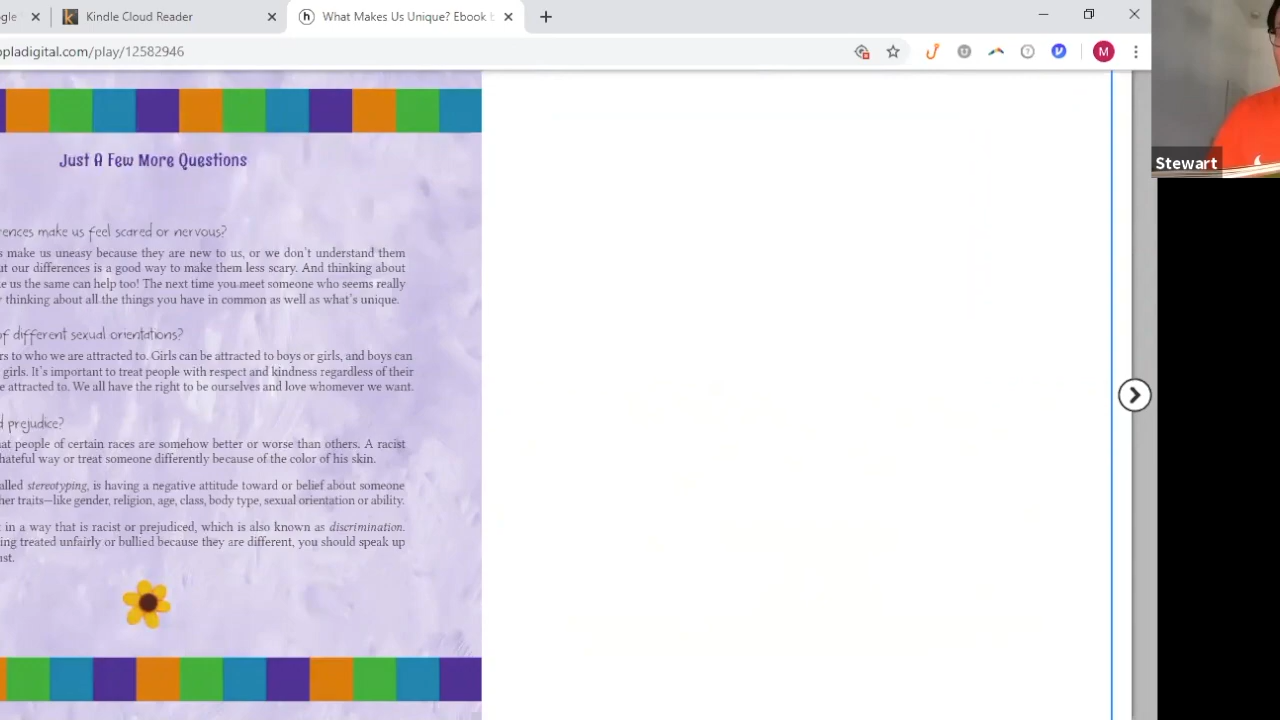 gle
Kindle Cloud Reader
What Makes Us Unique? Ebook
opladigital.com/play/12582946
M
Stewart
Just A Few More Questions
rences make us feel scared or nervous?
s make us uneasy because they are new to us, or we don't understand them
ut our differences is a good way to make them less scary. And thinking about
ke us the same can help too! The next time you meet someone who seems really
y thinking about all the things you have in common as well as what's unique.
of different sexual orientations?
ers to who we are attracted to. Girls can be attracted to boys or girls, and boys can
girls. It's important to treat people with respect and kindness regardless of their
e attracted to. We all have the right to be ourselves and love whomever we want.
d prejudice?
hat people of certain races are somehow better or worse than others. A racist
hateful way or treat someone differently because of the color of his skin.
alled stereotyping, is having a negative attitude toward or belief about someone
her traits—like gender, religion, age, class, body type, sexual orientation or ability.
t in a way that is racist or prejudiced, which is also known as discrimination.
ing treated unfairly or bullied because they are different, you should speak up
ust.